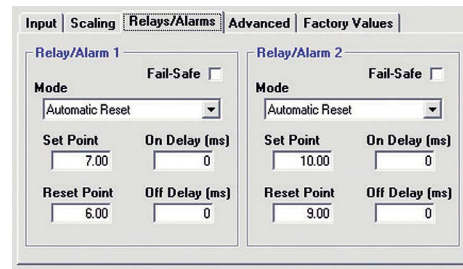 Input Scaling Relays/Alarms Advanced Factory Values
Relay/Alarm 1
Fail-Safe
Mode
Automatic Reset
Set Point On Delay (ms)
7.00 0
Reset Point Off Delay (ms)
6.00 0
Relay/Alarm 2
Fail-Safe
Mode
Automatic Reset
Set Point On Delay (ms)
10.00 0
Reset Point Off Delay (ms)
9.00 0